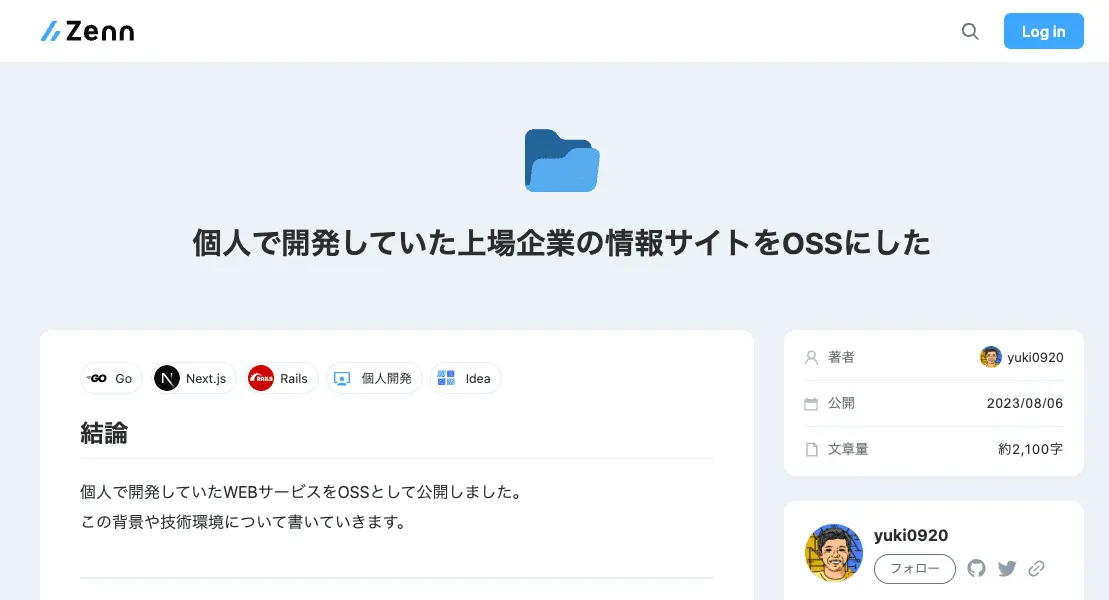 Zenn
Log in
個人で開発していた上場企業の情報サイトをOSSにした
GO Go
N Next.js
RAILS Rails
個人開発
Idea
結論
個人で開発していたWEBサービスをOSSとして公開しました。
この背景や技術環境について書いていきます。
著者 yuki0920
公開 2023/08/06
文章量 約2,100字
yuki0920
フォロー